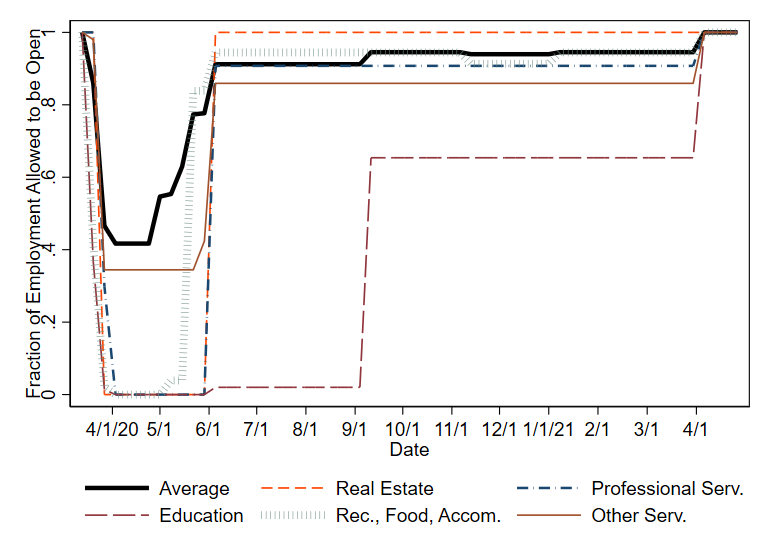 Fraction of Employment Allowed to be Open
1
.8
.6
.4
.2
0
4/1/20 5/1 6/1 7/1 8/1 9/1 10/1 11/1 12/1 1/1/21 2/1 3/1 4/1
Date
Average Real Estate Professional Serv.
Education Rec., Food, Accom. Other Serv.